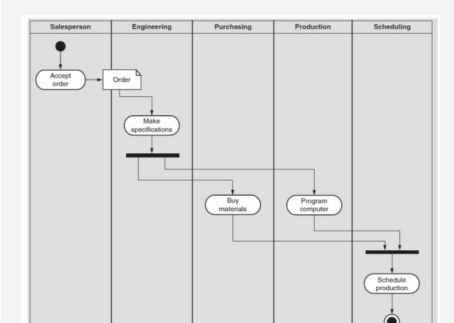 Salesperson
Engineering
Purchasing
Production
Scheduling
Accept
order
Order
Make
specifications
Buy
materials
Program
computer
Schedule
production